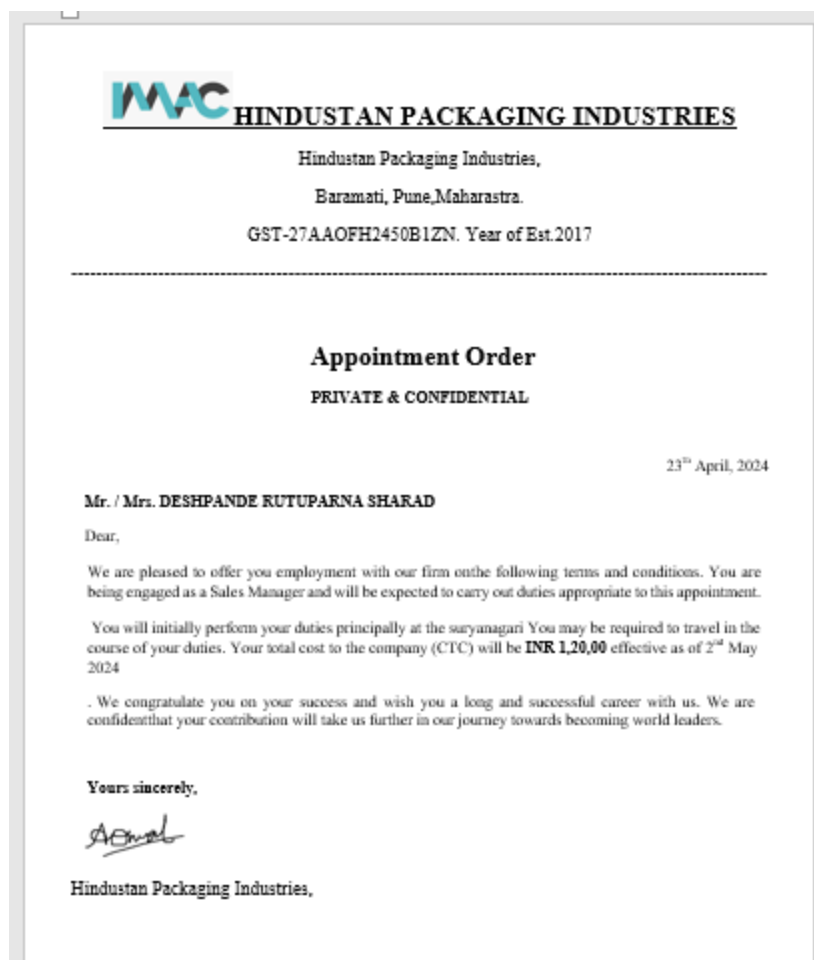 IMAC HINDUSTAN PACKAGING INDUSTRIES
Hindustan Packaging Industries,
Baramati, Pune,Maharastra.
GST-27AAOFH2450B1ZN. Year of Est.2017
Appointment Order
PRIVATE & CONFIDENTIAL
23rd April, 2024
Mr. / Mrs. DESHPANDE RUTUPARNA SHARAD
Dear,
We are pleased to offer you employment with our firm onthe following terms and conditions. You are
being engaged as a Sales Manager and will be expected to carry out duties appropriate to this appointment.
You will initially perform your duties principally at the suryanagari You may be required to travel in the
course of your duties. Your total cost to the company (CTC) will be INR 1,20,00 effective as of 2nd May
2024
. We congratulate you on your success and wish you a long and successful career with us. We are
confidentthat your contribution will take us further in our journey towards becoming world leaders.
Yours sincerely,
Hindustan Packaging Industries,